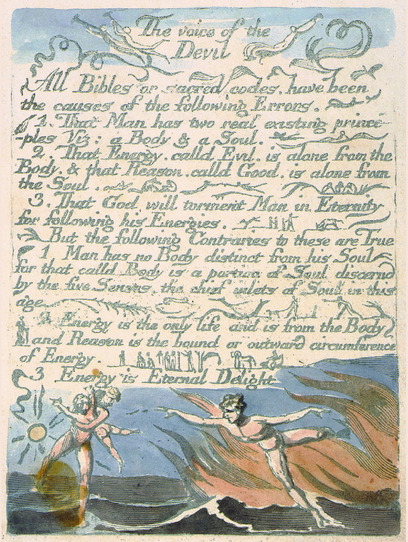 The voice of the
Devil
All Bibles or sacred codes, have been
the causes of the following Errors.
1. That Man has two real existing princi-
-ples Viz: a Body & a Soul.
2. That Energy. calld Evil. is alone from the
Body, & that Reason. calld Good. is alone from
the Soul.
3. That God will torment Man in Eternity
for following his Energies.
But the following Contraries to these are True
1 Man has no Body distinct from his Soul
for that calld Body is a portion of Soul discernd
by the five Senses, the chief inlets of Soul in this
age
2 Energy is the only life and is from the Body
and Reason is the bound or outward circumference
of Energy.
3 Energy is Eternal Delight